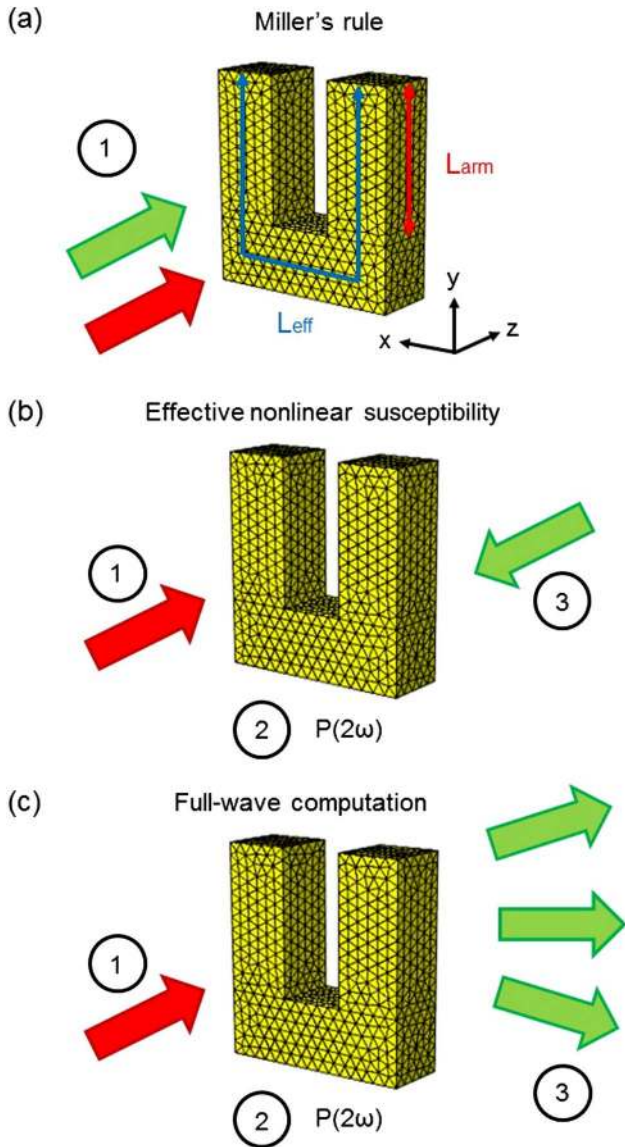 (a)
Miller's rule
1
Larm
Leff
y
x
z
(b)
Effective nonlinear susceptibility
1
3
2
P(2ω)
(c)
Full-wave computation
1
2
P(2ω)
3